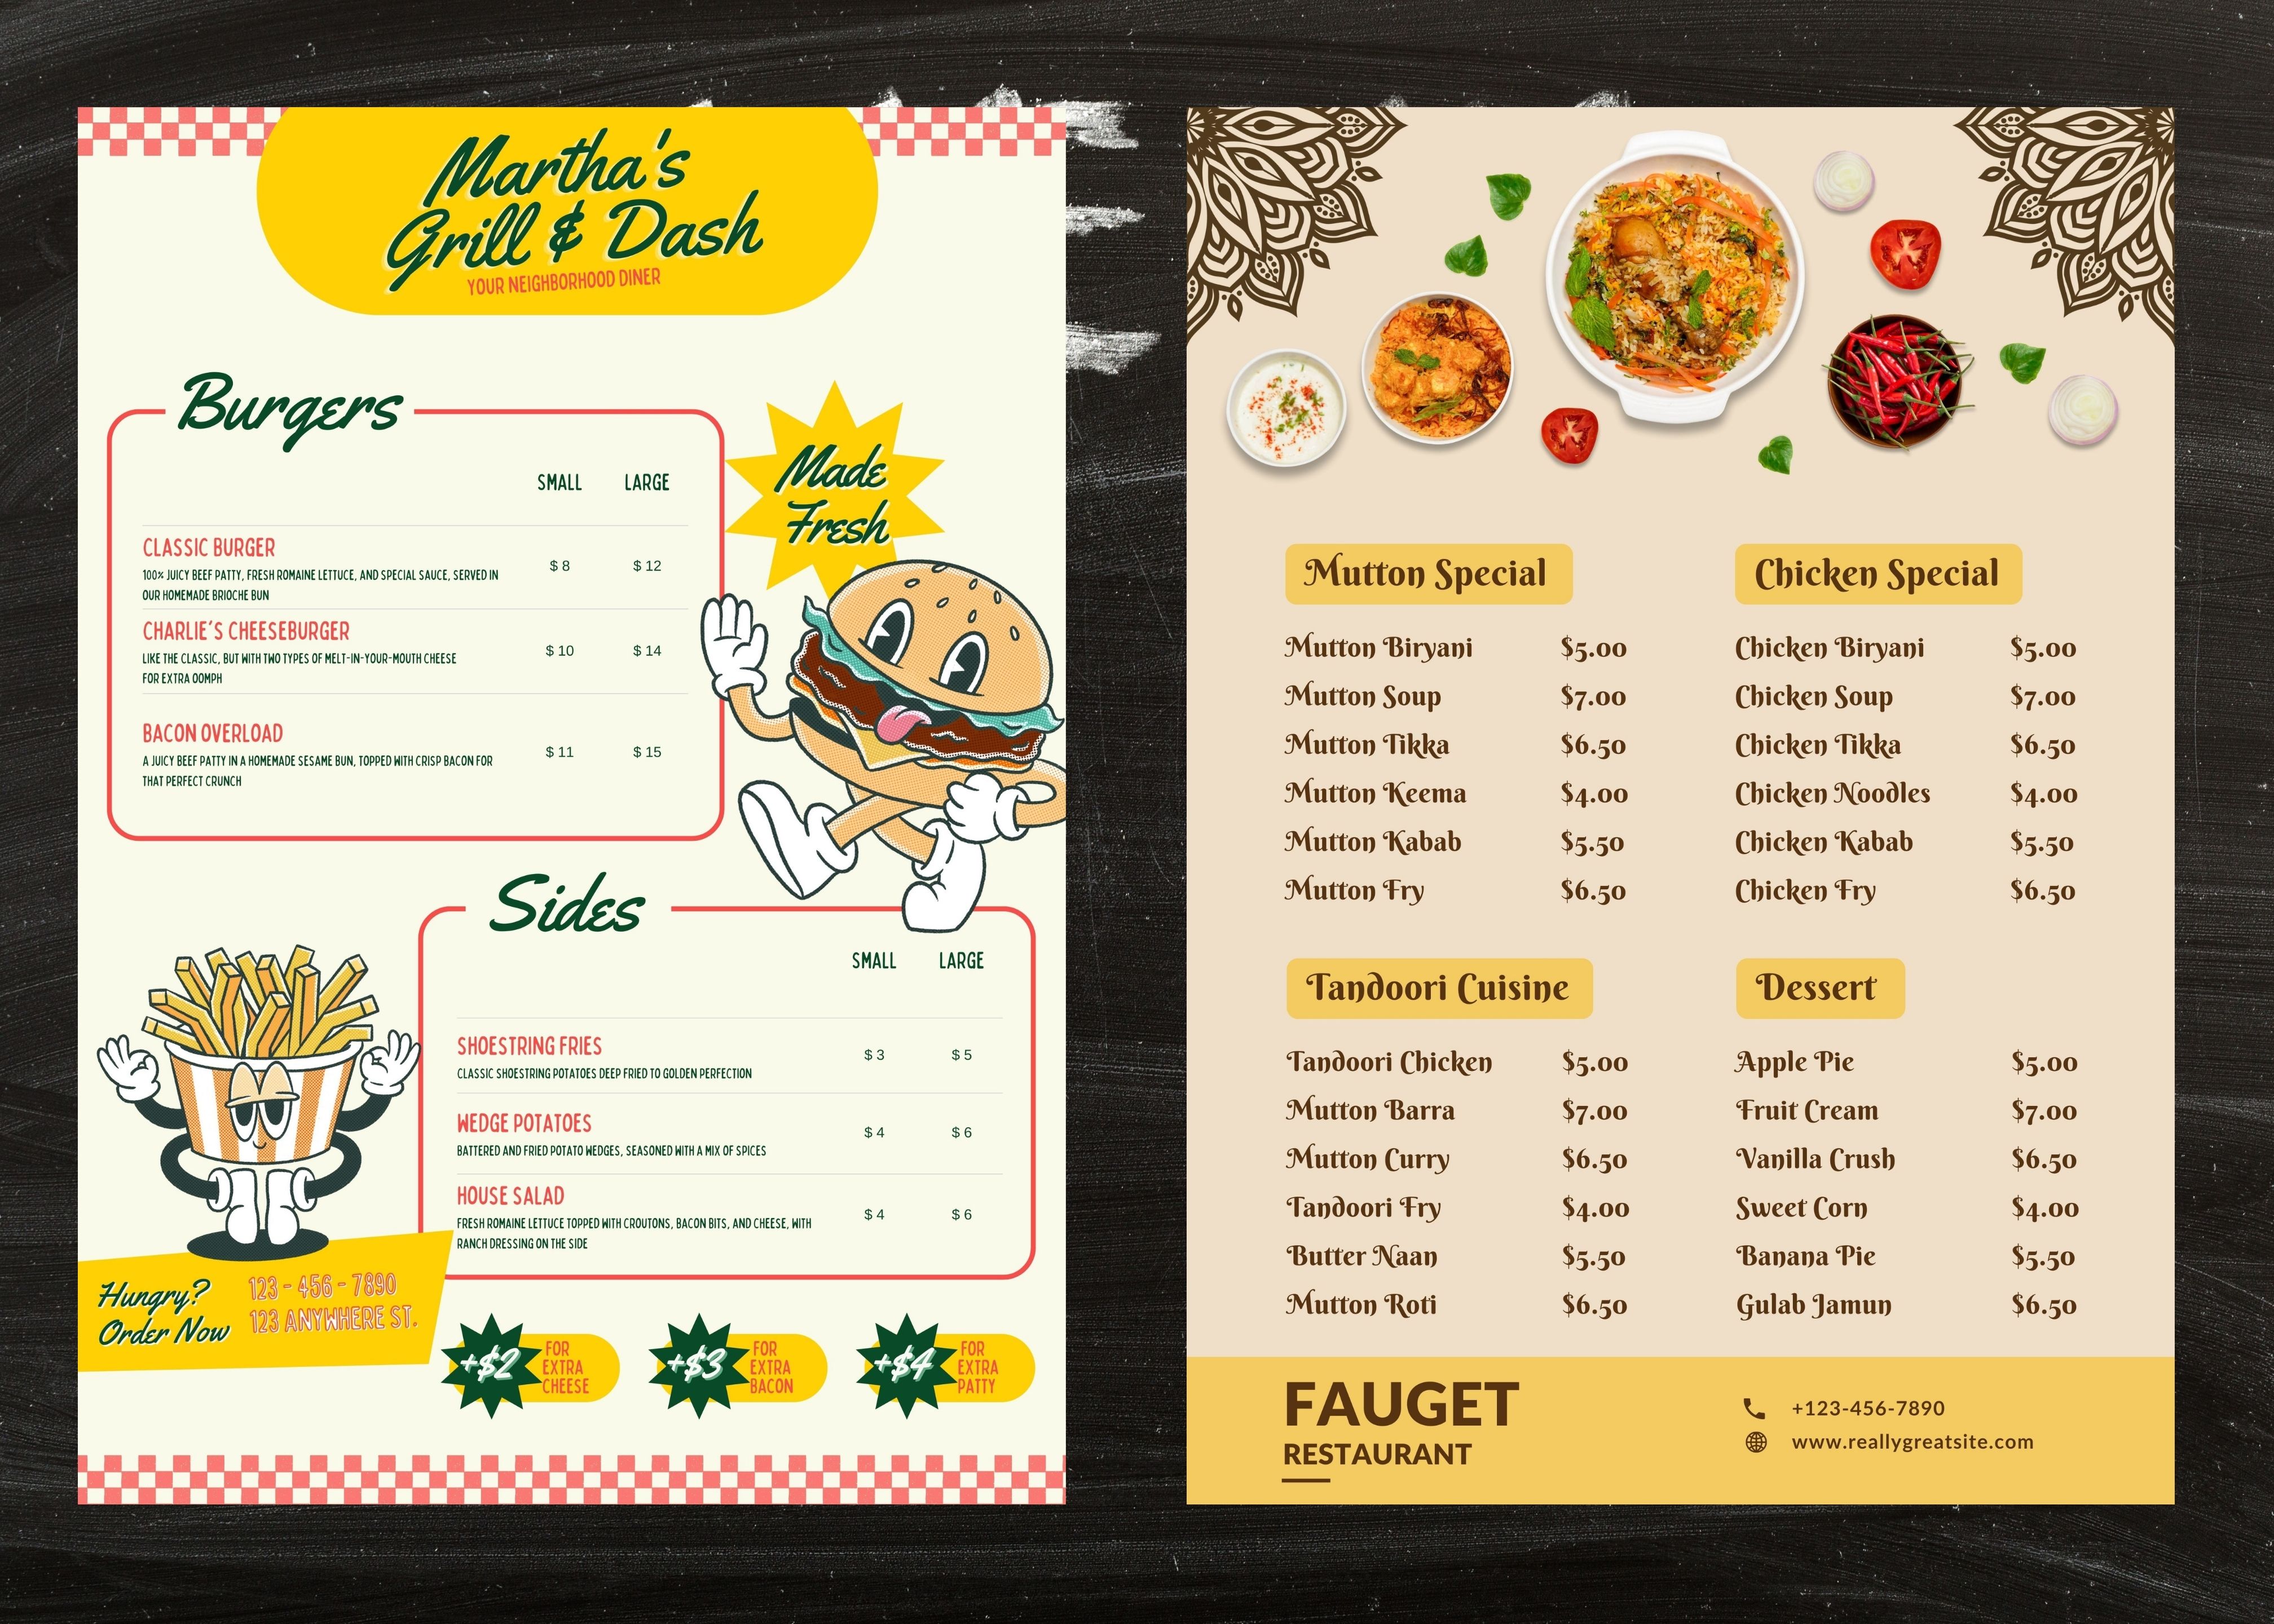 Martha's
Grill & Dash
YOUR NEIGHBORHOOD DINER
Burgers
SMALL LARGE
CLASSIC BURGER
100% JUICY BEEF PATTY, FRESH ROMAINE LETTUCE, AND SPECIAL SAUCE, SERVED IN
OUR HOMEMADE BRIOCHE BUN
$ 8 $ 12
CHARLIE'S CHEESEBURGER
LIKE THE CLASSIC, BUT WITH TWO TYPES OF MELT-IN-YOUR-MOUTH CHEESE
FOR EXTRA OOMPH
$ 10 $ 14
BACON OVERLOAD
A JUICY BEEF PATTY IN A HOMEMADE SESAME BUN, TOPPED WITH CRISP BACON FOR
THAT PERFECT CRUNCH
$ 11 $ 15
Made
Fresh
Sides
SMALL LARGE
SHOESTRING FRIES
CLASSIC SHOESTRING POTATOES DEEP FRIED TO GOLDEN PERFECTION
$ 3 $ 5
WEDGE POTATOES
BATTERED AND FRIED POTATO WEDGES, SEASONED WITH A MIX OF SPICES
$ 4 $ 6
HOUSE SALAD
FRESH ROMAINE LETTUCE TOPPED WITH CROUTONS, BACON BITS, AND CHEESE, WITH
RANCH DRESSING ON THE SIDE
$ 4 $ 6
Hungry?
Order Now
123 - 456 - 7890
123 ANYWHERE ST.
+$2
FOR
EXTRA
CHEESE
+$3
FOR
EXTRA
BACON
+$4
FOR
EXTRA
PATTY
Mutton Special
Mutton Biryani $5.00
Mutton Soup $7.00
Mutton Tikka $6.50
Mutton Keema $4.00
Mutton Kabab $5.50
Mutton Fry $6.50
Chicken Special
Chicken Biryani $5.00
Chicken Soup $7.00
Chicken Tikka $6.50
Chicken Noodles $4.00
Chicken Kabab $5.50
Chicken Fry $6.50
Tandoori Cuisine
Tandoori Chicken $5.00
Mutton Barra $7.00
Mutton Curry $6.50
Tandoori Fry $4.00
Butter Naan $5.50
Mutton Roti $6.50
Dessert
Apple Pie $5.00
Fruit Cream $7.00
Vanilla Crush $6.50
Sweet Corn $4.00
Banana Pie $5.50
Gulab Jamun $6.50
FAUGET
RESTAURANT
+123-456-7890
www.reallygreatsite.com